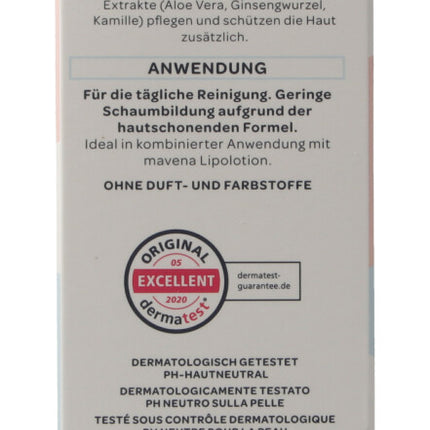 Extrakte (Aloe Vera, Ginsengwurzel,
Kamille) pflegen und schützen die Haut
zusätzlich.
ANWENDUNG
Für die tägliche Reinigung. Geringe
Schaumbildung aufgrund der
hautschonenden Formel.
Ideal in kombinierter Anwendung mit
mavena Lipolotion.
OHNE DUFT- UND FARBSTOFFE
ORIGINAL
05
EXCELLENT
2020
dermatest®
dermatest-
guarantee.de
DERMATOLOGISCH GETESTET
PH-HAUTNEUTRAL
DERMATOLOGICAMENTE TESTATO
PH NEUTRO SULLA PELLE
TESTÉ SOUS CONTRÔLE DERMATOLOGIQUE